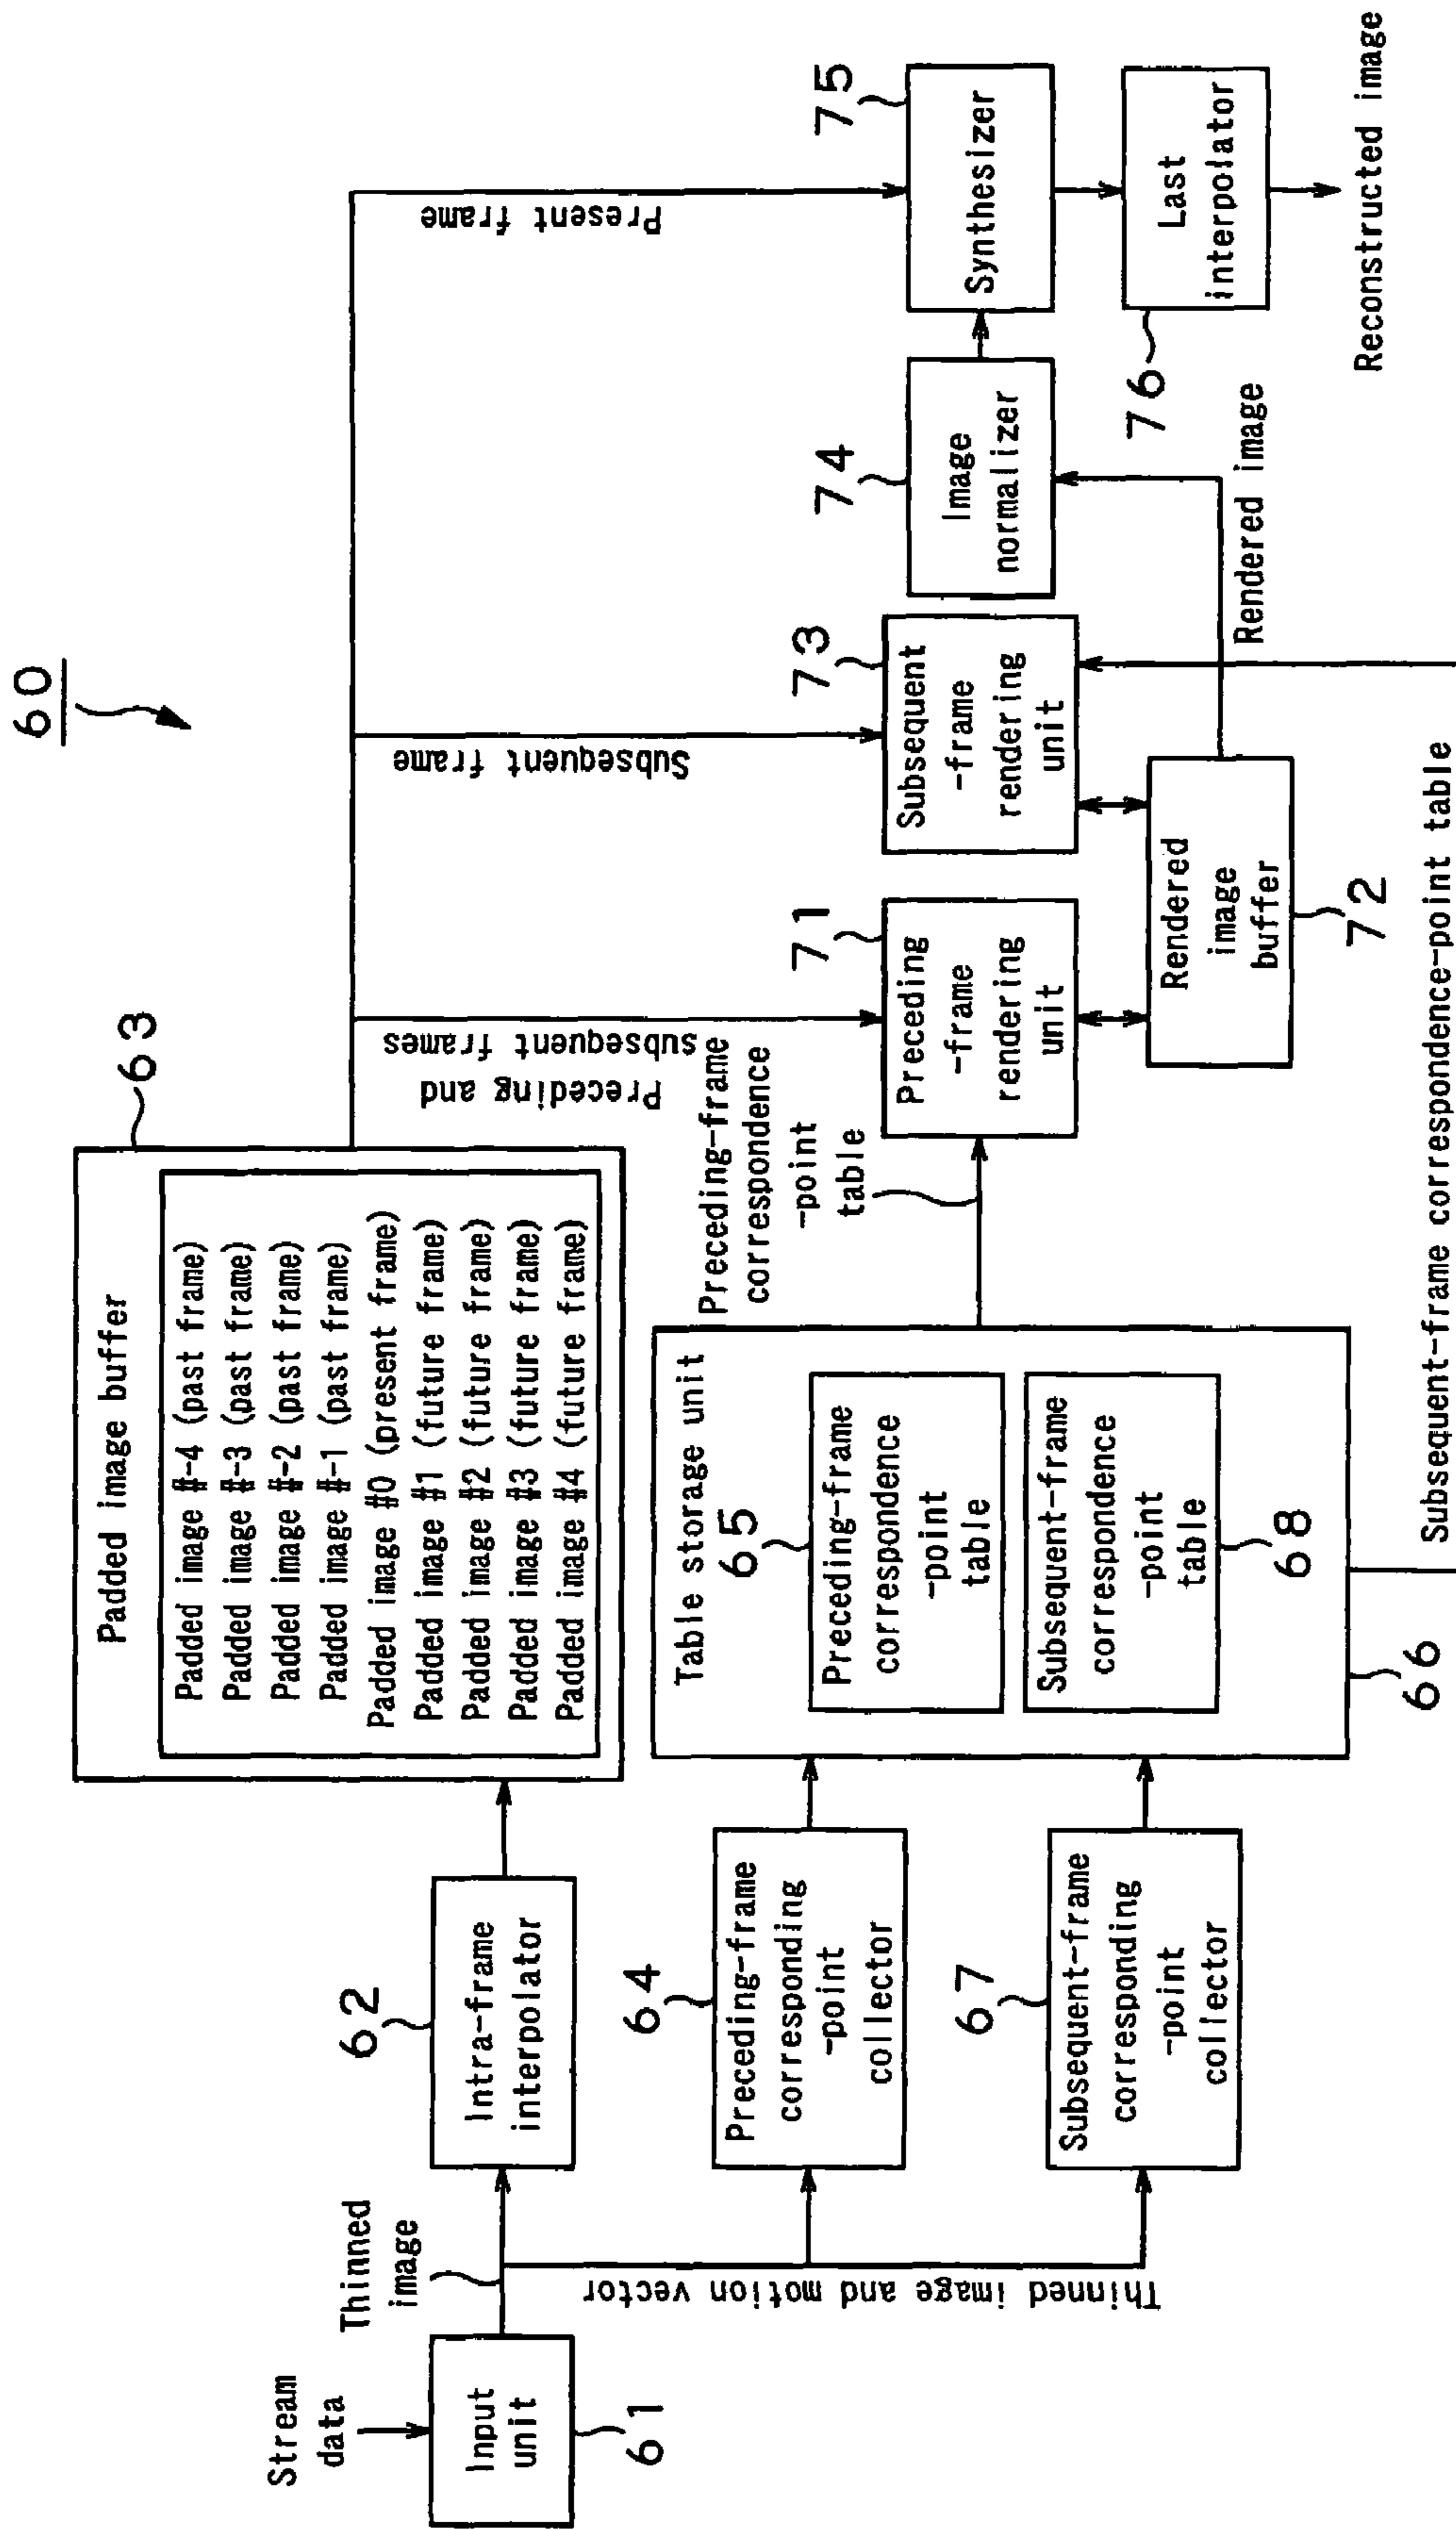 60
Stream
data
Input
unit
61
Thinned
image
Thinned image and motion vector
62
Intra-frame
interpolator
64
Preceding-frame
corresponding
-point
collector
67
Subsequent-frame
corresponding
-point
collector
63
Padded image buffer
Padded image #-4 (past frame)
Padded image #-3 (past frame)
Padded image #-2 (past frame)
Padded image #-1 (past frame)
Padded image #0 (present frame)
Padded image #1 (future frame)
Padded image #2 (future frame)
Padded image #3 (future frame)
Padded image #4 (future frame)
Table storage unit
65
Preceding-frame
correspondence
-point
table
Subsequent-frame
correspondence
-point
table
68
66
Preceding-frame
correspondence
-point
table
Preceding and
subsequent frames
Subsequent frame
Present frame
71
Preceding
-frame
rendering
unit
73
Subsequent
-frame
rendering
unit
Rendered
image
buffer
72
74
Image
normalizer
Rendered image
75
Synthesizer
Last
interpolator
76
Reconstructed image
Subsequent-frame correspondence-point table